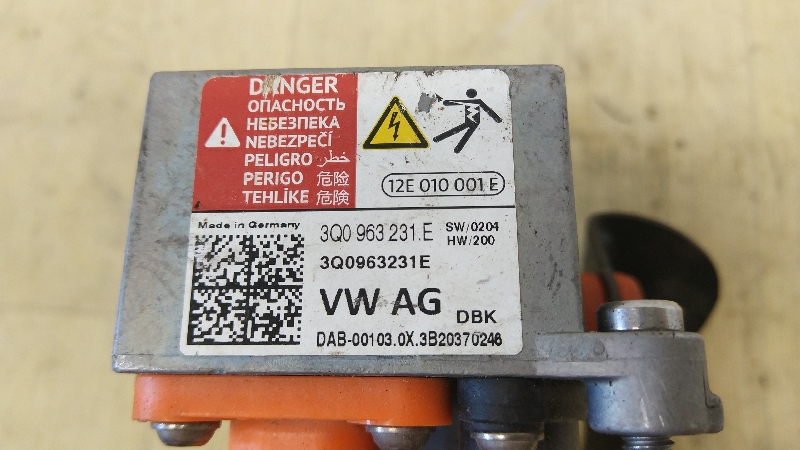 DANGER
ОПАСНОСТЬ
НЕБЕЗПЕКА
NEBEZPEČÍ
PELIGRO خطر
PERIGO 危险
TEHLİKE 危険
12E 010 001 E
Made in Germany
3Q0 963 231.E SW/0204
HW/200
3Q0963231E
VW AG DBK
DAB-00103.0X.3B20370246